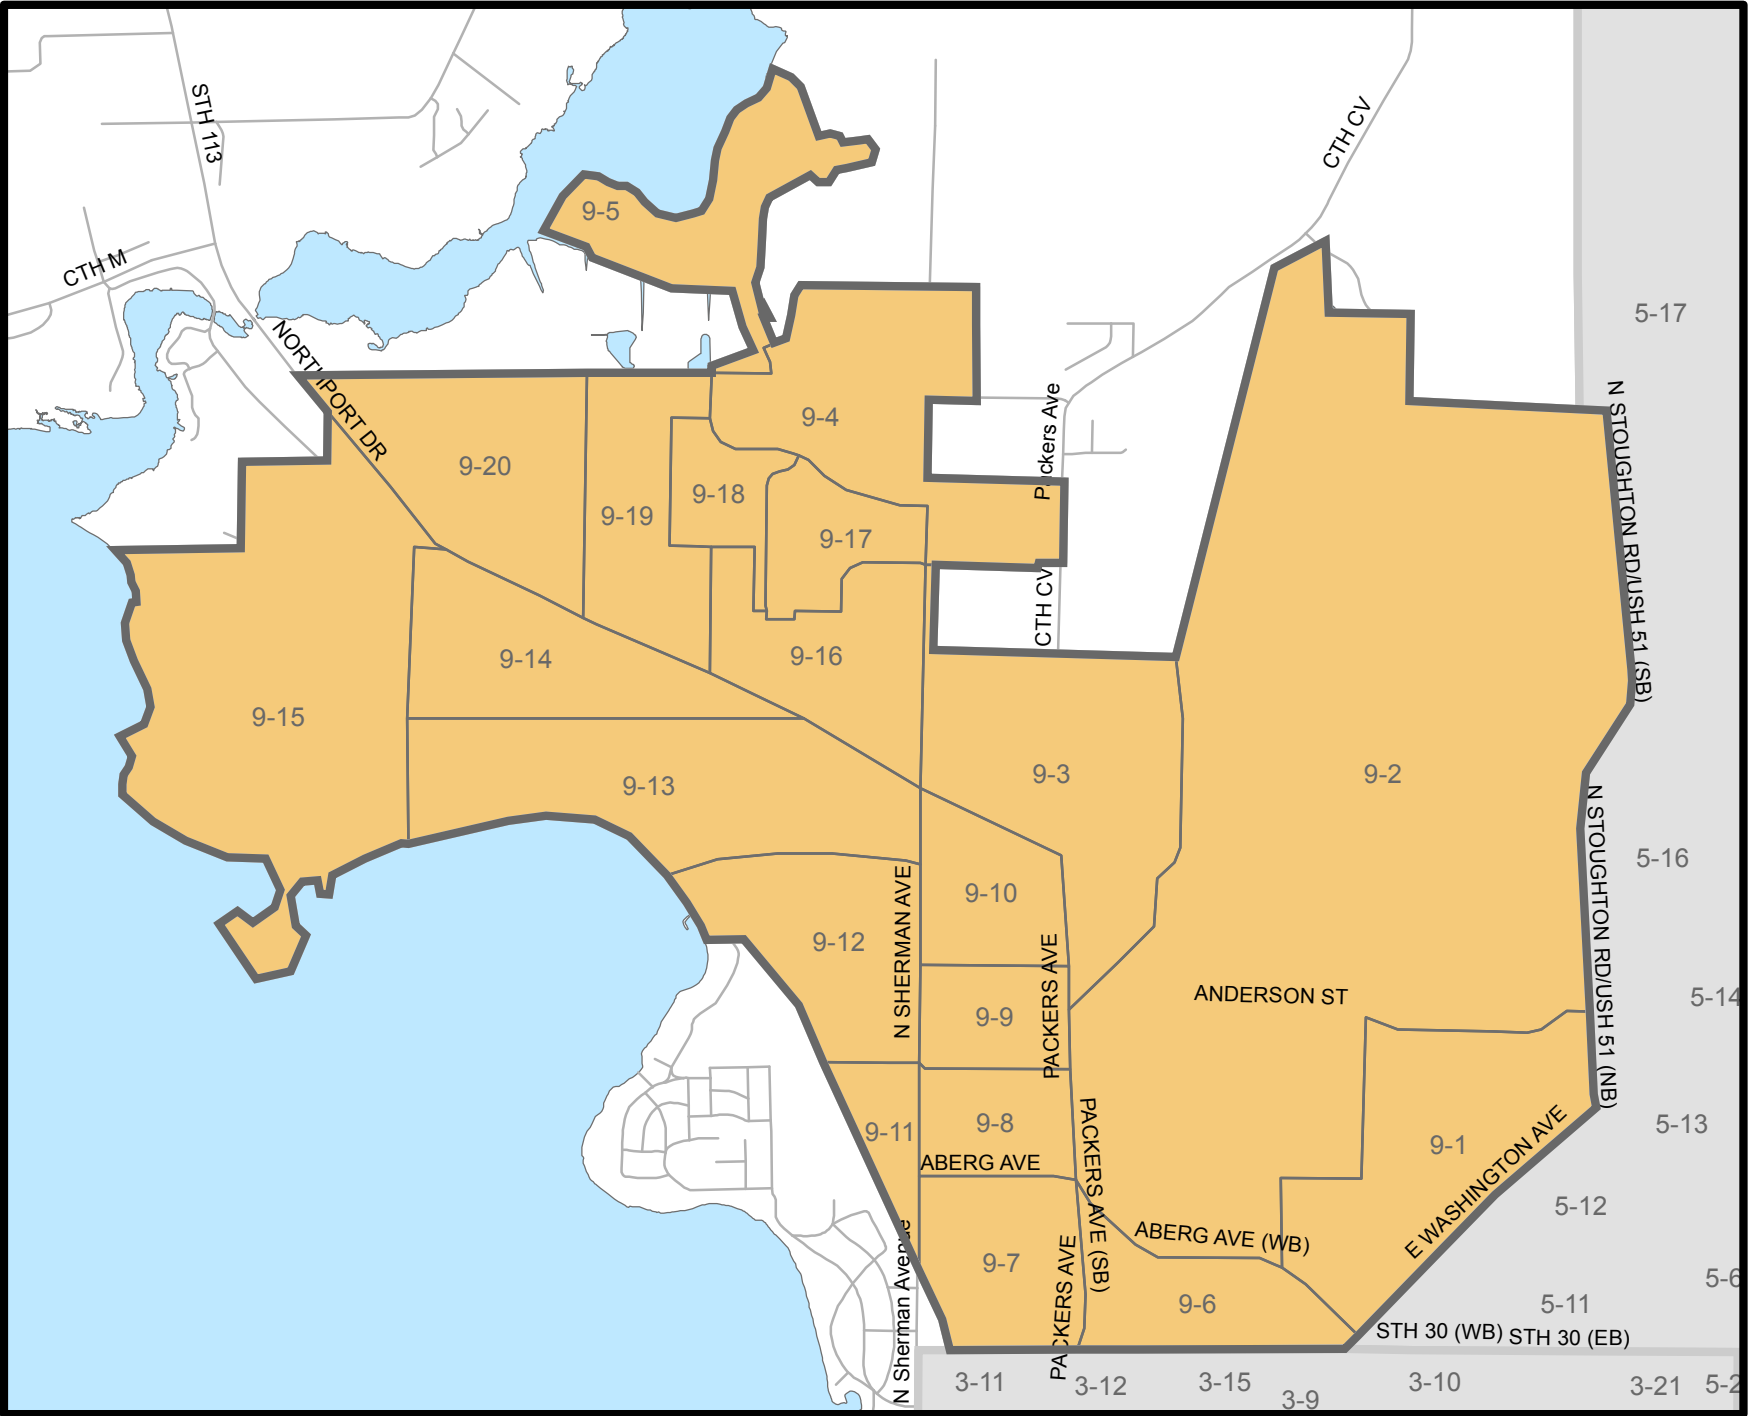 STH 113
CTH CV
9-5
CTH M
5-17
NORTHPORT DR
Packers Ave
N STOUGHTON RD/USH 51 (SB)
9-4
9-20
9-18
9-19
9-17
CTH CV
9-14
9-16
9-15
9-3
9-2
9-13
N STOUGHTON RD/USH 51 (NB)
5-16
9-10
N SHERMAN AVE
9-12
PACKERS AVE
ANDERSON ST
5-14
9-9
9-8
9-11
5-13
PACKERS AVE (SB)
9-1
E WASHINGTON AVE
ABERG AVE
5-12
N Sherman Avenue
PACKERS AVE
ABERG AVE (WB)
9-7
5-6
9-6
5-11
STH 30 (WB)
STH 30 (EB)
3-11
3-12
3-15
3-9
3-10
3-21
5-2